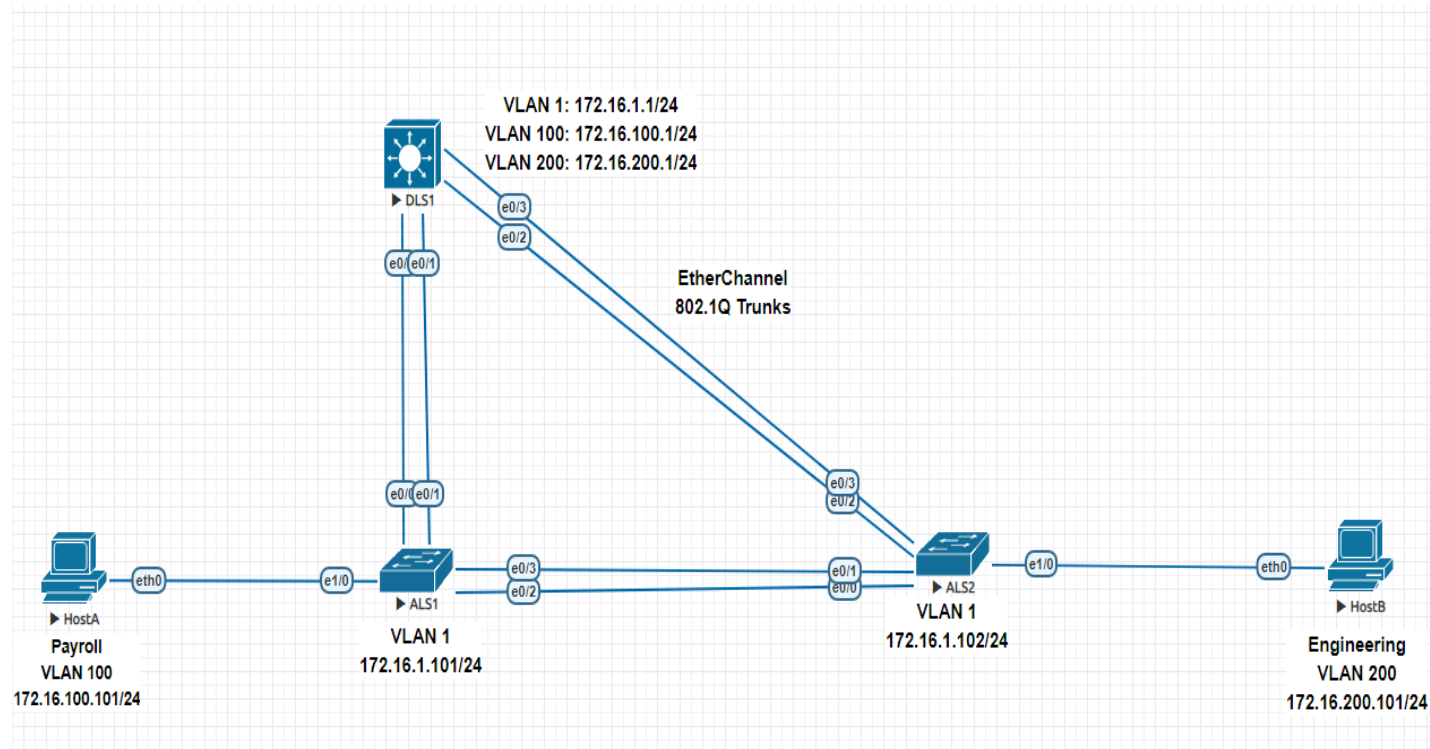 VLAN 1: 172.16.1.1/24
VLAN 100: 172.16.100.1/24
VLAN 200: 172.16.200.1/24
DLS1
e0/3
e0/2
e0/1
EtherChannel
802.1Q Trunks
e0/3
e0/2
e0/1
eth0
e1/0
e0/3
e0/2
e0/1
e0/0
e1/0
eth0
HostA
ALS1
ALS2
HostB
Payroll
VLAN 100
172.16.100.101/24
VLAN 1
172.16.1.101/24
VLAN 1
172.16.1.102/24
Engineering
VLAN 200
172.16.200.101/24